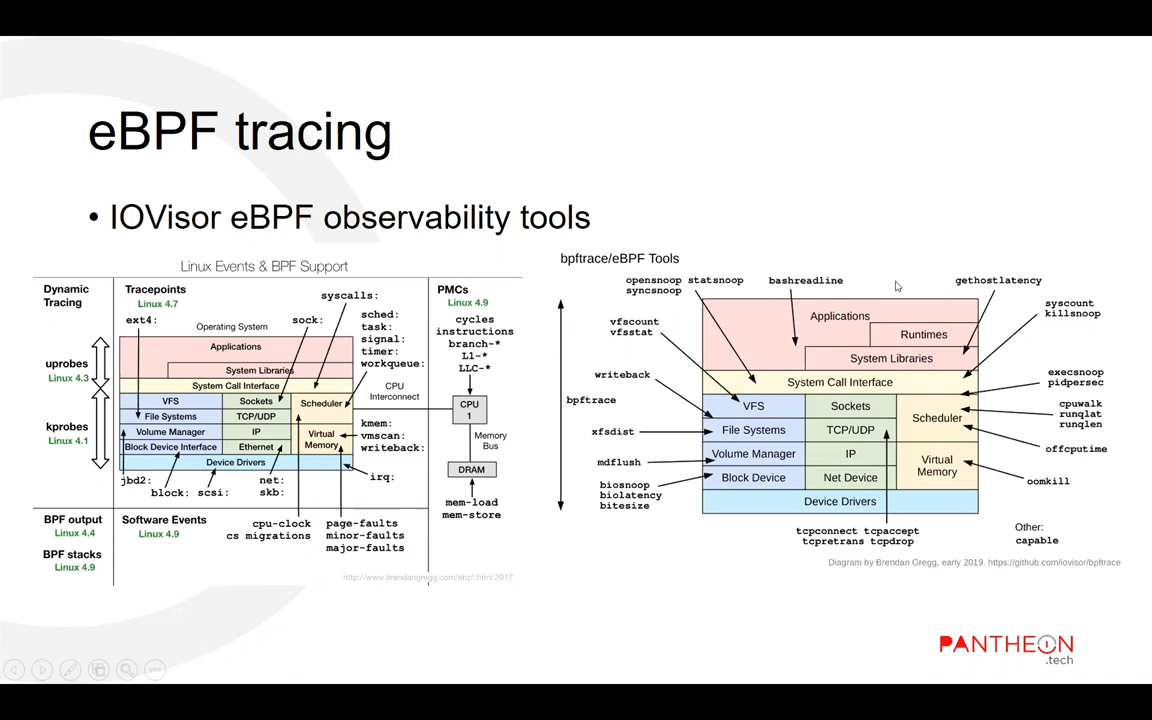 eBPF tracing
• IOVisor eBPF observability tools
Linux Events & BPF Support
Dynamic
Tracing
uprobes
Linux 4.3
kprobes
Linux 4.1
BPF output
Linux 4.4
BPF stacks
Linux 4.9
Tracepoints
Linux 4.7
ext4:
Operating System
sock:
syscalls:
sched:
task:
signal:
timer:
workqueue:
Applications
System Libraries
System Call Interface
VFS
Sockets
Scheduler
File Systems
TCP/UDP
Volume Manager
IP
Virtual
Memory
Block Device Interface
Ethernet
Device Drivers
CPU
Interconnect
kmem:
vmscan:
writeback:
irq:
jbd2:
block:
scsi:
net:
skb:
Software Events
Linux 4.9
cpu-clock
cs migrations
page-faults
minor-faults
major-faults
PMCs
Linux 4.9
cycles
instructions
branch-*
L1-*
LLC-*
CPU
1
Memory
Bus
DRAM
mem-load
mem-store
http://www.brendangregg.com/ebpf.html 2017
bpftrace/eBPF Tools
opensnoop statsnoop
syncsnoop
bashreadline
gethostlatency
vfscount
vfsstat
syscount
killsnoop
writeback
bpftrace
execsnoop
pidpersec
xfsdist
cpuwalk
runqlat
runqlen
mdflush
offcputime
biosnoop
biolatency
bitesize
oomkill
Applications
Runtimes
System Libraries
System Call Interface
VFS
Sockets
Scheduler
File Systems
TCP/UDP
Volume Manager
IP
Virtual
Memory
Block Device
Net Device
Device Drivers
tcpconnect tcpaccept
tcpretrans tcpdrop
Other:
capable
Diagram by Brendan Gregg, early 2019. https://github.com/iovisor/bpftrace
PANTHEON
.tech